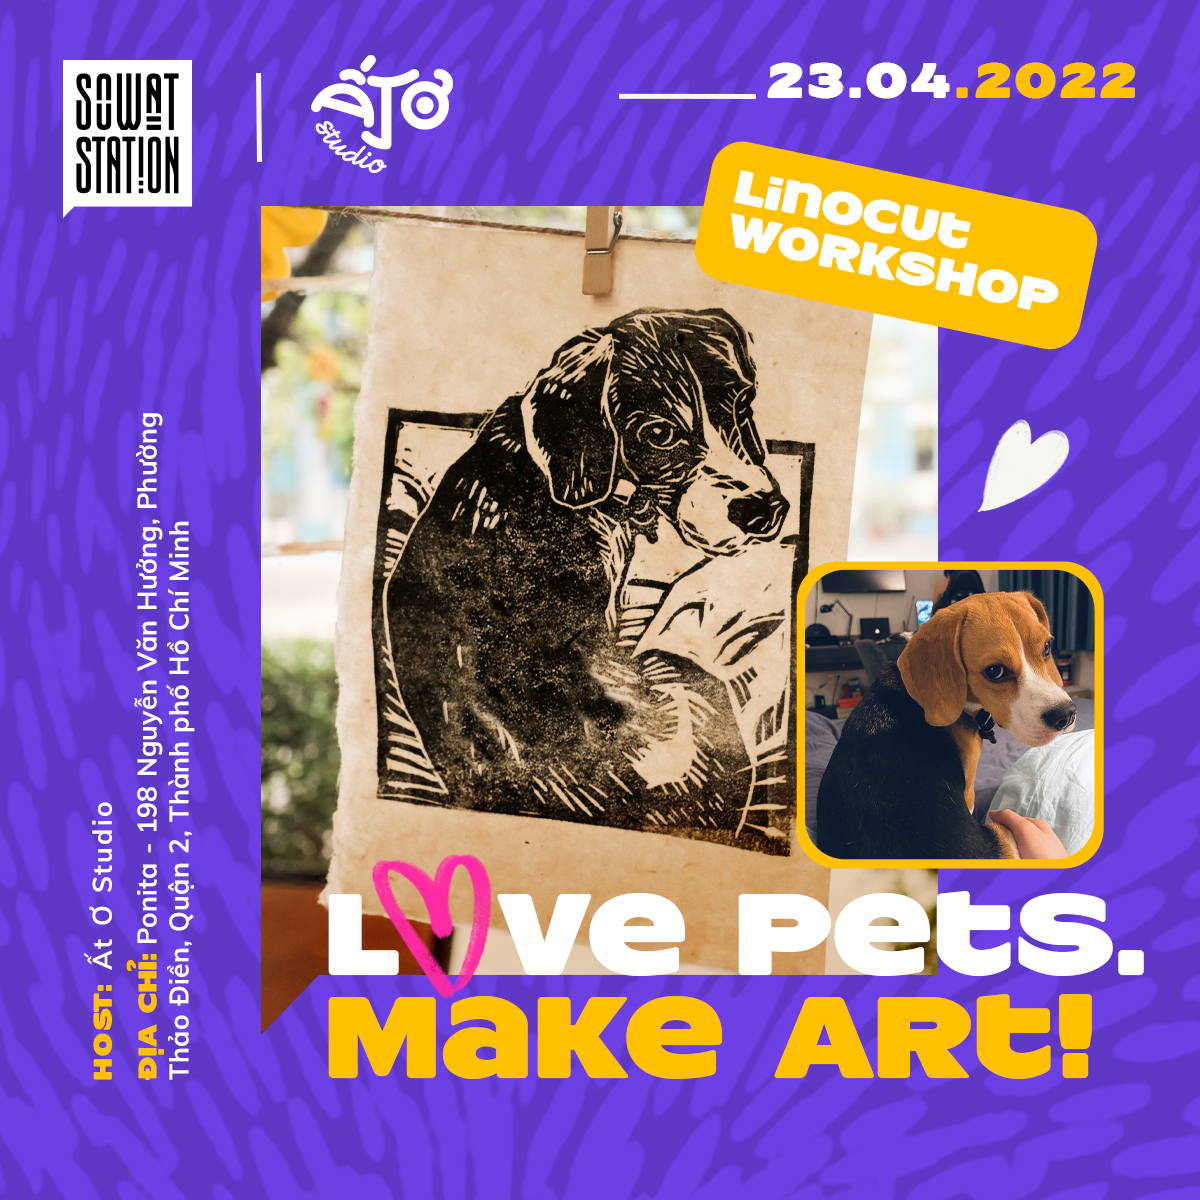 SOWAT
STATION
ẤTƠ
studio
23.04.2022
Linocut
WORKSHOP
HOST: Ất Ơ Studio
ĐỊA CHỈ: Ponita - 198 Nguyễn Văn Hưởng, Phường
Thảo Điền, Quận 2, Thành phố Hồ Chí Minh
Love Pets.
Make Art!